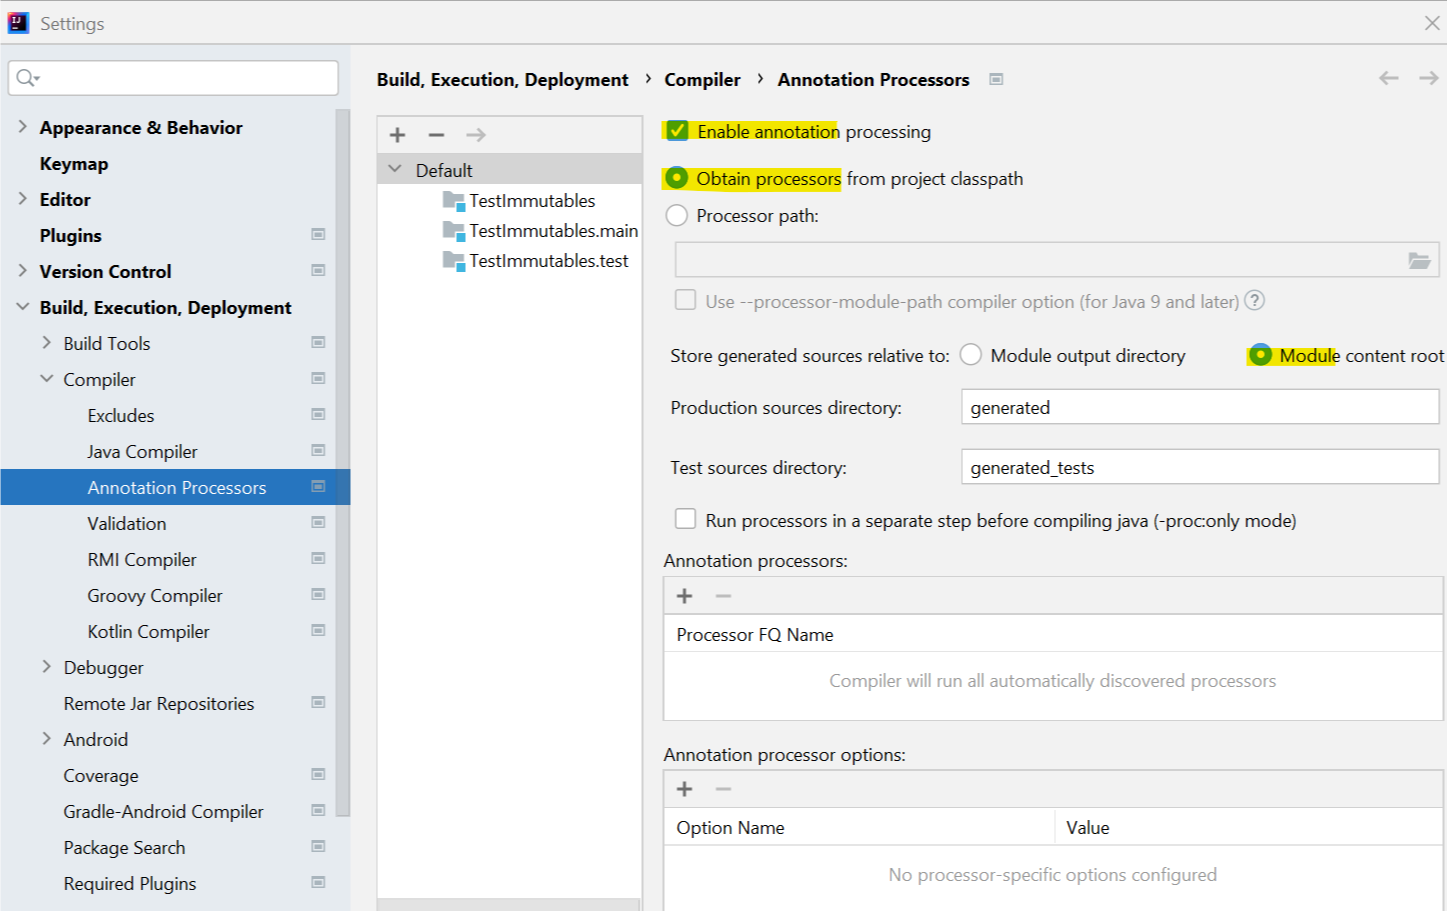 Settings
Build, Execution, Deployment › Compiler › Annotation Processors
Appearance & Behavior
Keymap
Editor
Plugins
Version Control
Build, Execution, Deployment
Build Tools
Compiler
Excludes
Java Compiler
Annotation Processors
Validation
RMI Compiler
Groovy Compiler
Kotlin Compiler
Debugger
Remote Jar Repositories
Android
Coverage
Gradle-Android Compiler
Package Search
Required Plugins
Default
TestImmutables
TestImmutables.main
TestImmutables.test
Enable annotation processing
Obtain processors from project classpath
Processor path:
Use --processor-module-path compiler option (for Java 9 and later) ?
Store generated sources relative to: Module output directory Module content root
Production sources directory: generated
Test sources directory: generated_tests
Run processors in a separate step before compiling java (-proc:only mode)
Annotation processors:
Processor FQ Name
Compiler will run all automatically discovered processors
Annotation processor options:
Option Name Value
No processor-specific options configured